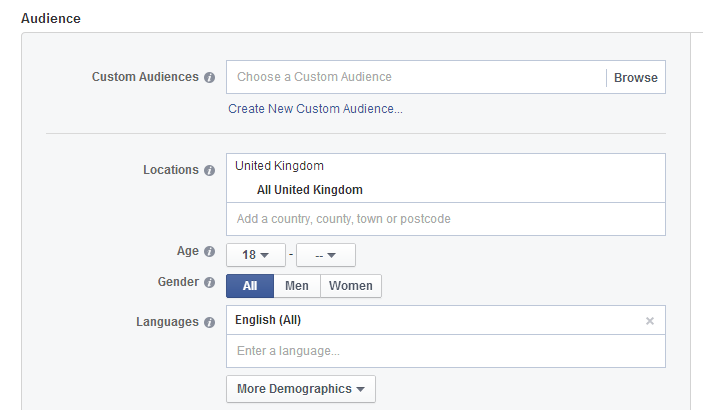 Audience
Custom Audiences Choose a Custom Audience Browse
Create New Custom Audience...
Locations United Kingdom
All United Kingdom
Add a country, county, town or postcode
Age 18 - --
Gender All Men Women
Languages English (All) ×
Enter a language...
More Demographics